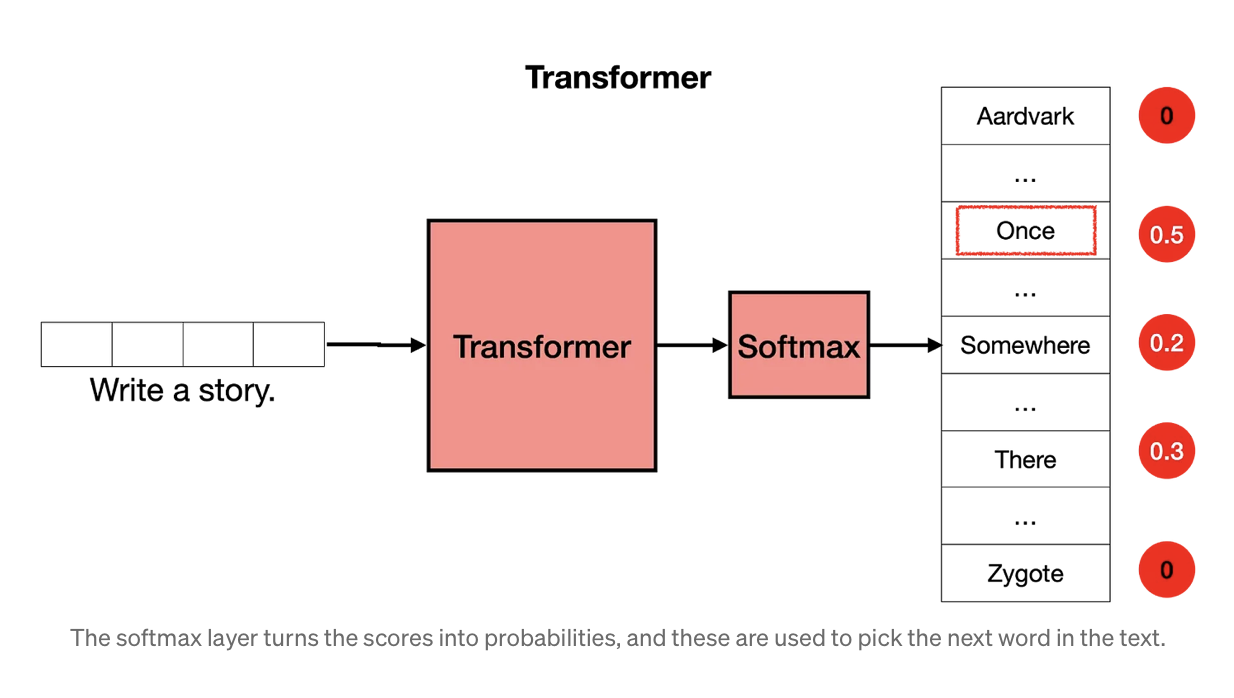 Transformer
Write a story.
Transformer
Softmax
Aardvark
0
...
Once
0.5
...
Somewhere
0.2
...
There
0.3
...
Zygote
0
The softmax layer turns the scores into probabilities, and these are used to pick the next word in the text.